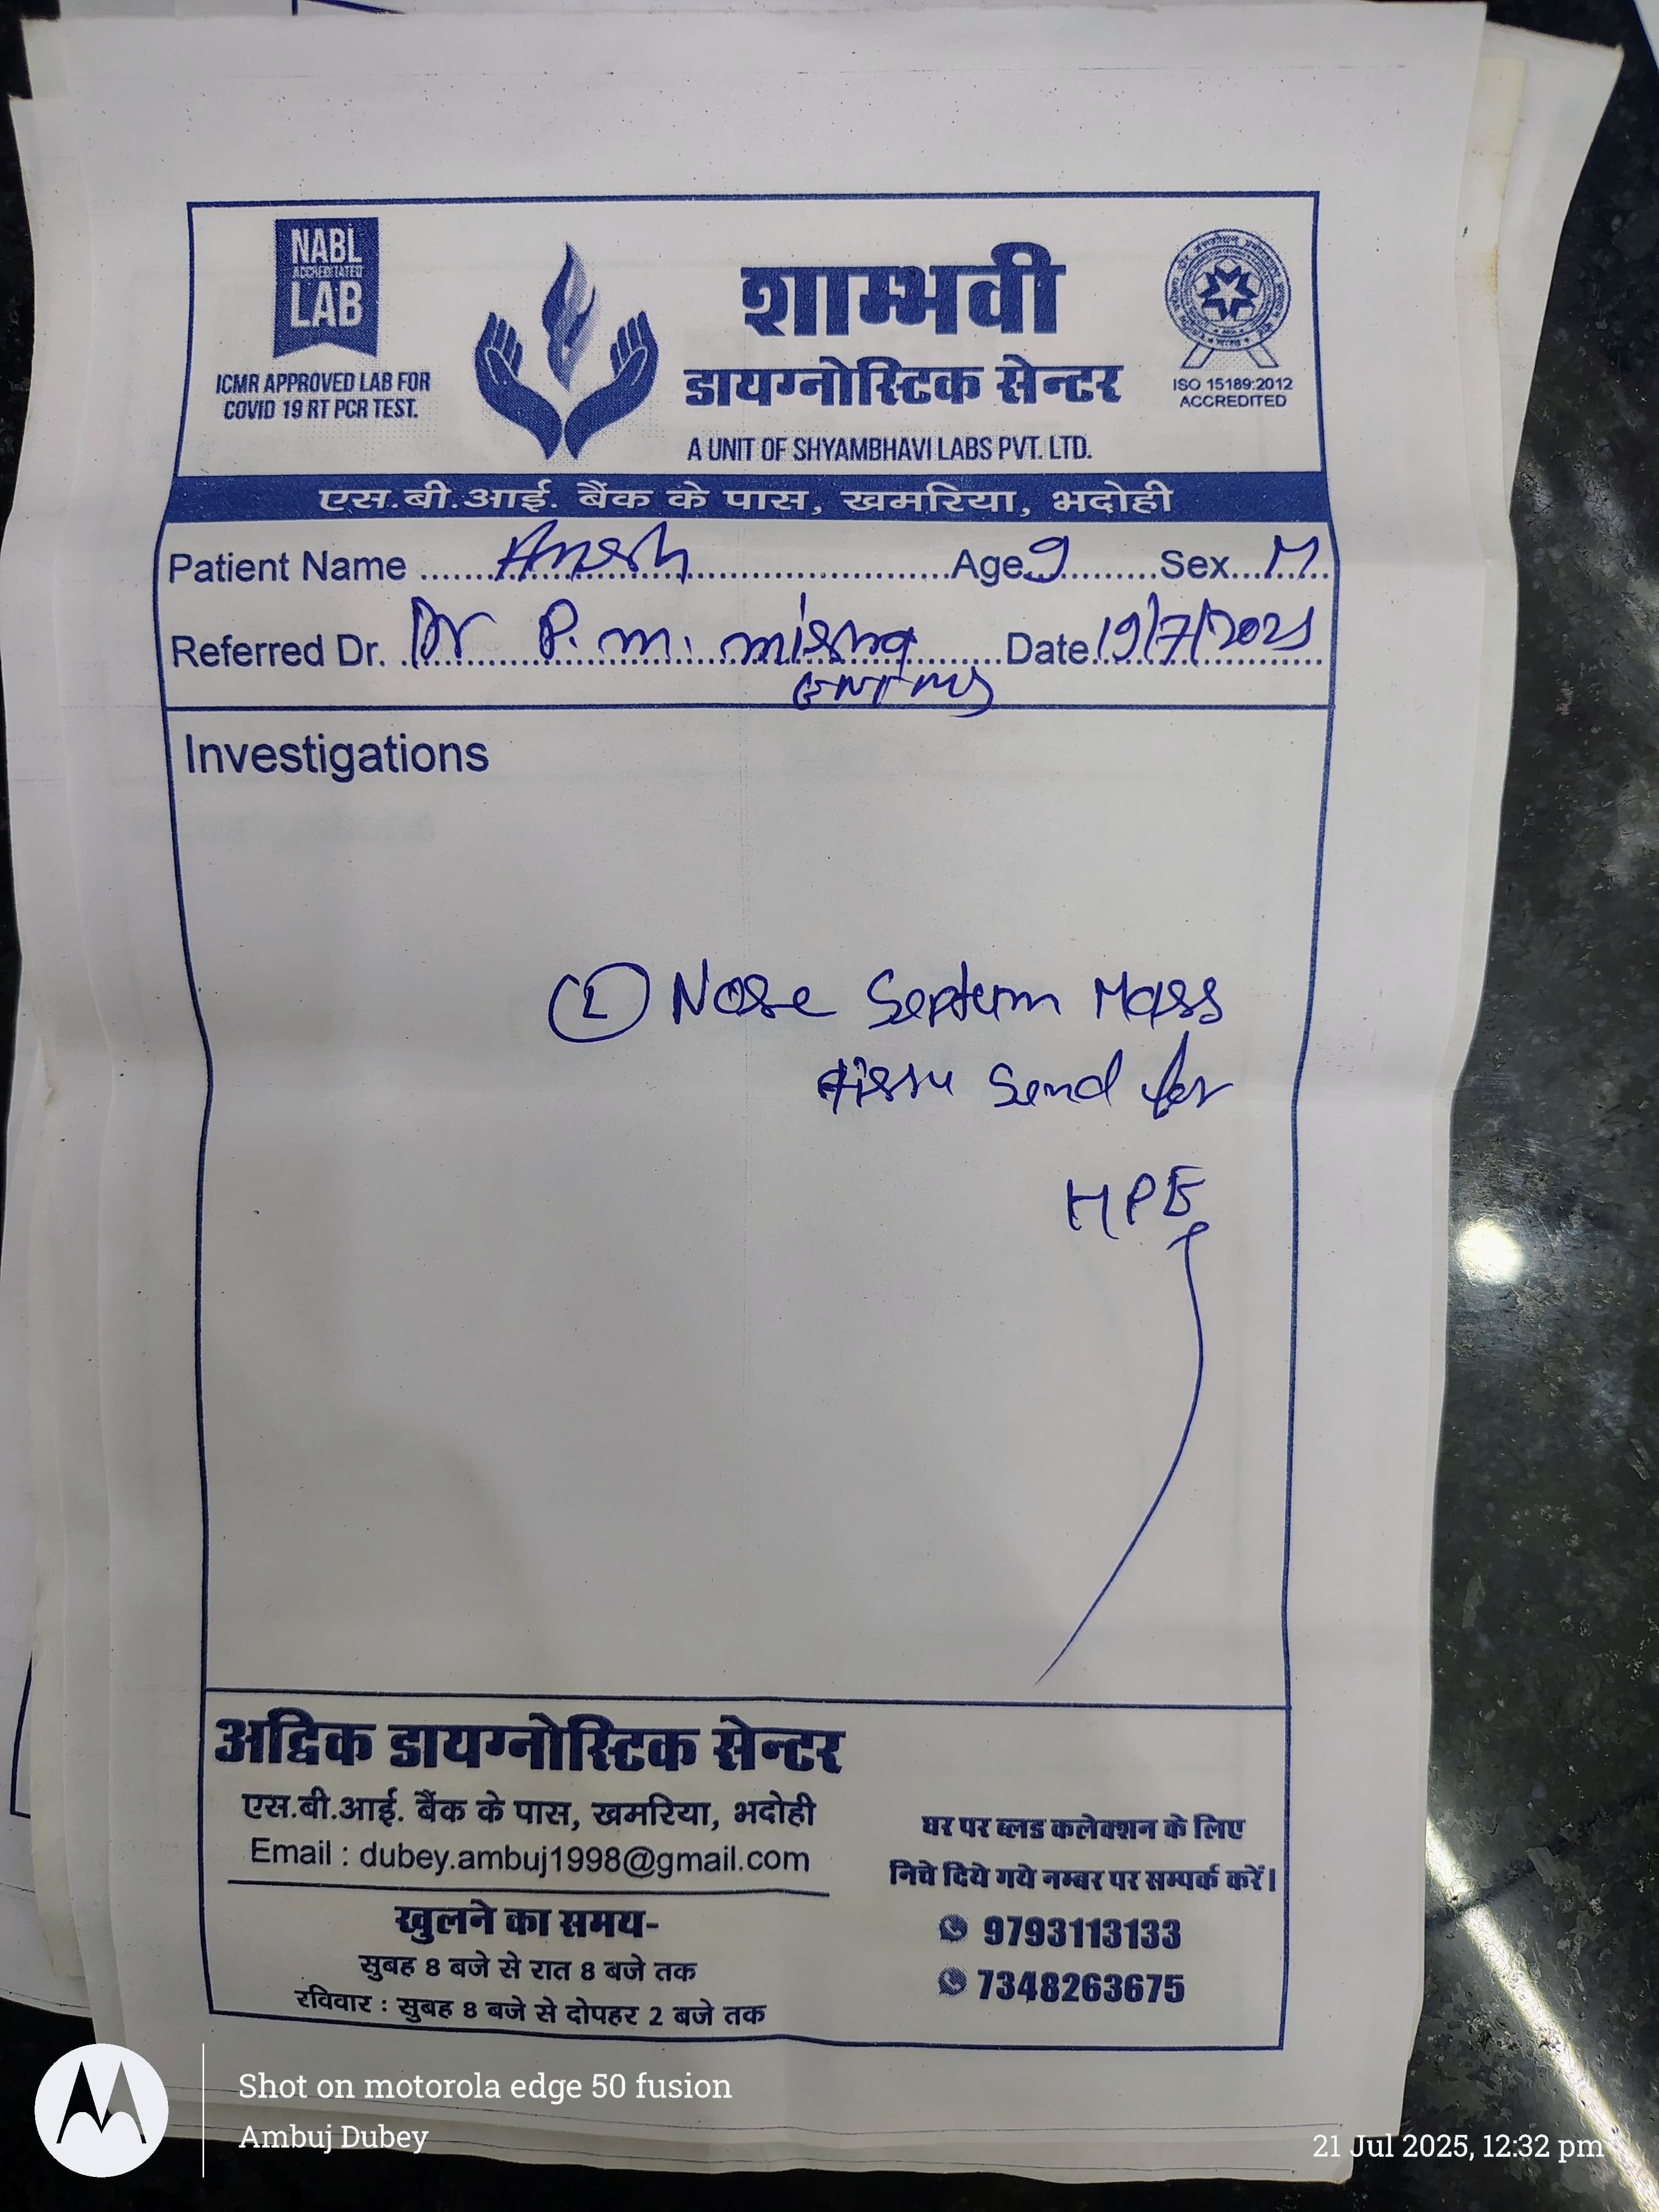 NABL
ACCREDITATED
LAB
ICMR APPROVED LAB FOR
COVID 19 RT PCR TEST.
शाम्भवी
डायग्नोस्टिक सेन्टर
A UNIT OF SHYAMBHAVI LABS PVT. LTD.
ISO 15189:2012
ACCREDITED
एस.बी.आई. बैंक के पास, खमरिया, भदोही
Patient Name Ansh Age 9 Sex M
Referred Dr. Dr P. M. Mishra Date 19/7/2025
ENT MS
Investigations
(L) Nose Septum Mass
tissu Send for
HPE
अद्विक डायग्नोस्टिक सेन्टर
एस.बी.आई. बैंक के पास, खमरिया, भदोही
Email : dubey.ambuj1998@gmail.com
खुलने का समय-
सुबह 8 बजे से रात 8 बजे तक
रविवार : सुबह 8 बजे से दोपहर 2 बजे तक
घर पर ब्लड कलेक्शन के लिए
निचे दिये गये नम्बर पर सम्पर्क करें।
9793113133
7348263675
Shot on motorola edge 50 fusion
Ambuj Dubey
21 Jul 2025, 12:32 pm